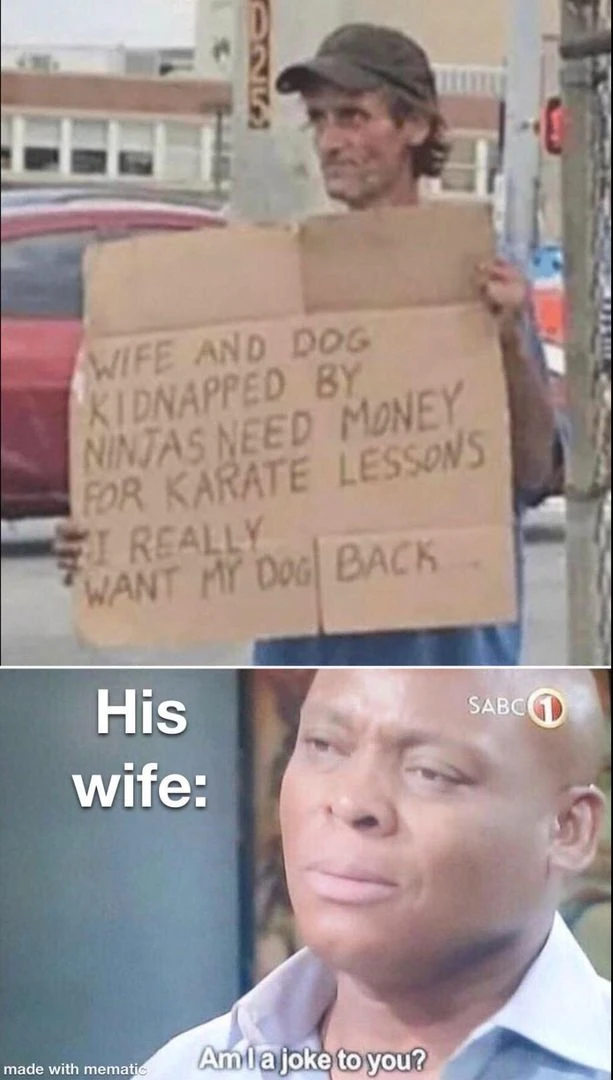 D25
WIFE AND DOG
KIDNAPPED BY
NINJAS NEED MONEY
FOR KARATE LESSONS
I REALLY
WANT MY DOG BACK
His
wife:
SABC 1
Am I a joke to you?
made with mematic